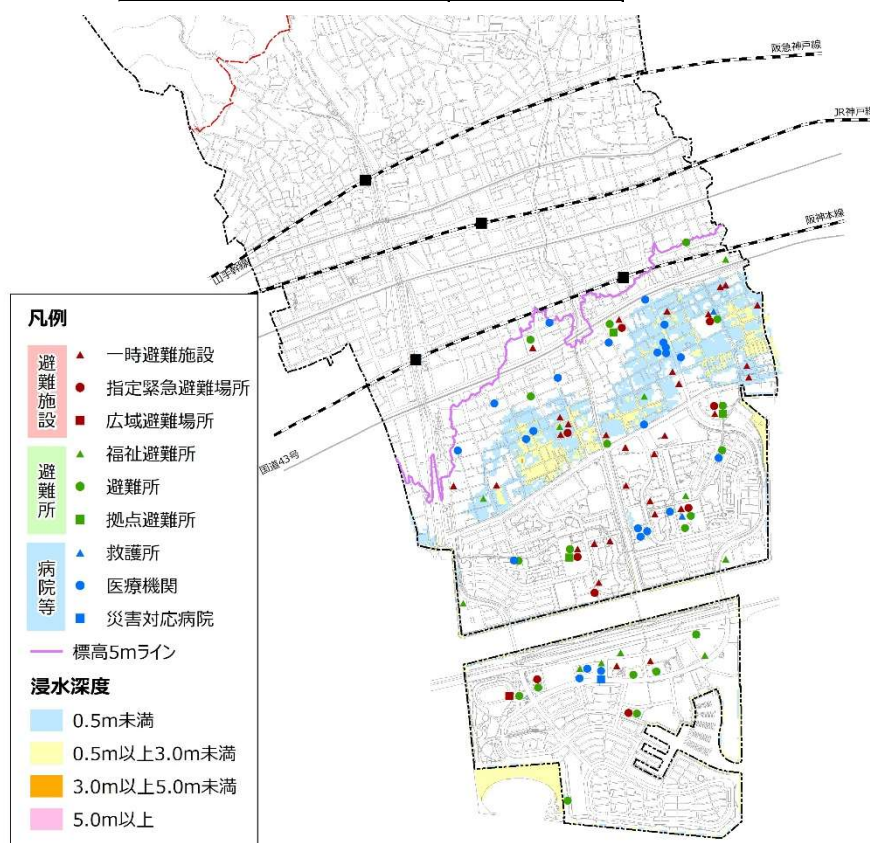 阪急神戸線
JR神戸線
阪神本線
山手幹線
国道43号
凡例
避難施設
一時避難施設
指定緊急避難場所
広域避難場所
避難所
福祉避難所
避難所
拠点避難所
病院等
救護所
医療機関
災害対応病院
標高5mライン
浸水深度
0.5m未満
0.5m以上3.0m未満
3.0m以上5.0m未満
5.0m以上